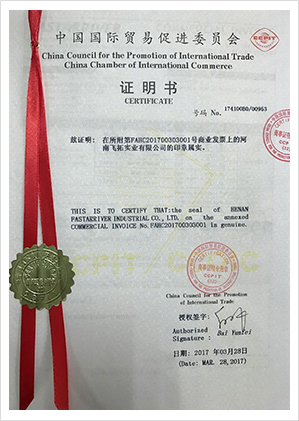 中国国际贸易促进委员会
CCPIT
China Council for the Promotion of International Trade
China Chamber of International Commerce
证明书
CERTIFICATE
号码 No. 174100B0/00953
兹证明: 在所附第FAHC201700303001号商业发票上的河
南飞拓实业有限公司的印章属实。
THIS IS TO CERTIFY THAT:the seal of HENAN
FASTARRIVEN INDUSTRIAL CO., LTD. on the annexed
COMMERCIAL INVOICE No.FAHC201700303001 is genuine.
China Council for the Promotion
of International Trade
授权签字:
Authorized
Signature :
Bai Yunfei
日期: 2017 年03月28日
(Date: MAR. 28,2017)